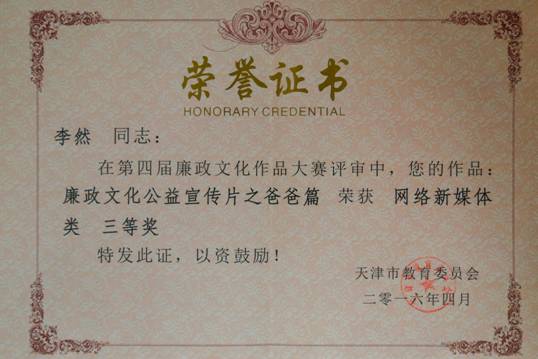 荣誉证书
HONORARY CREDENTIAL
李然 同志：
在第四届廉政文化作品大赛评审中，您的作品：
廉政文化公益宣传片之爸爸篇 荣获 网络新媒体
类 三等奖
特发此证，以资鼓励！
天津市教育委员会
二零一六年四月